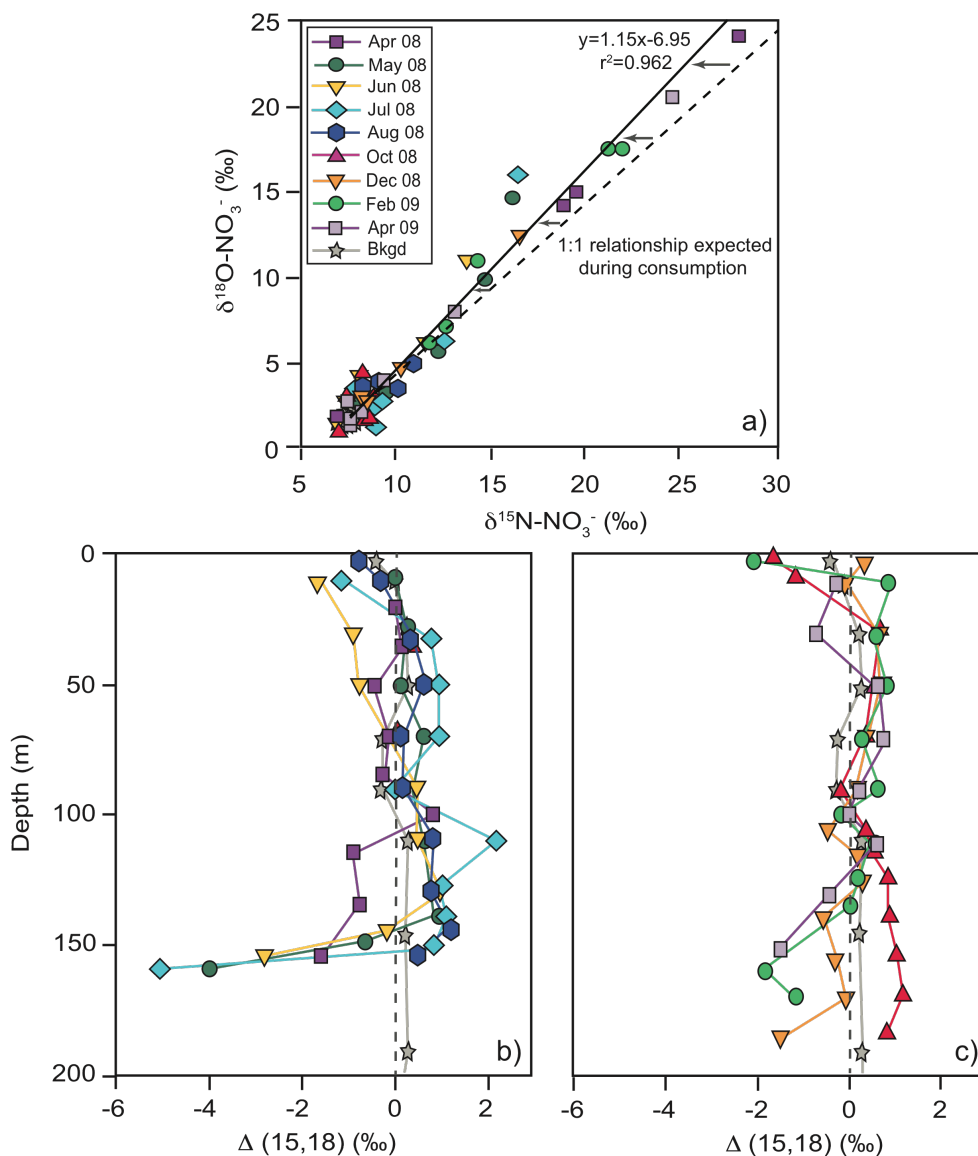 25
20
15
10
5
0
δ18O-NO3- (‰)
Apr 08
May 08
Jun 08
Jul 08
Aug 08
Oct 08
Dec 08
Feb 09
Apr 09
Bkgd
y=1.15x-6.95
r2=0.962
1:1 relationship expected
during consumption
a)
5 10 15 20 25 30
δ15N-NO3- (‰)
0
50
100
150
200
Depth (m)
b)
c)
-6 -4 -2 0 2
-6 -4 -2 0 2
Δ (15,18) (‰)
Δ (15,18) (‰)